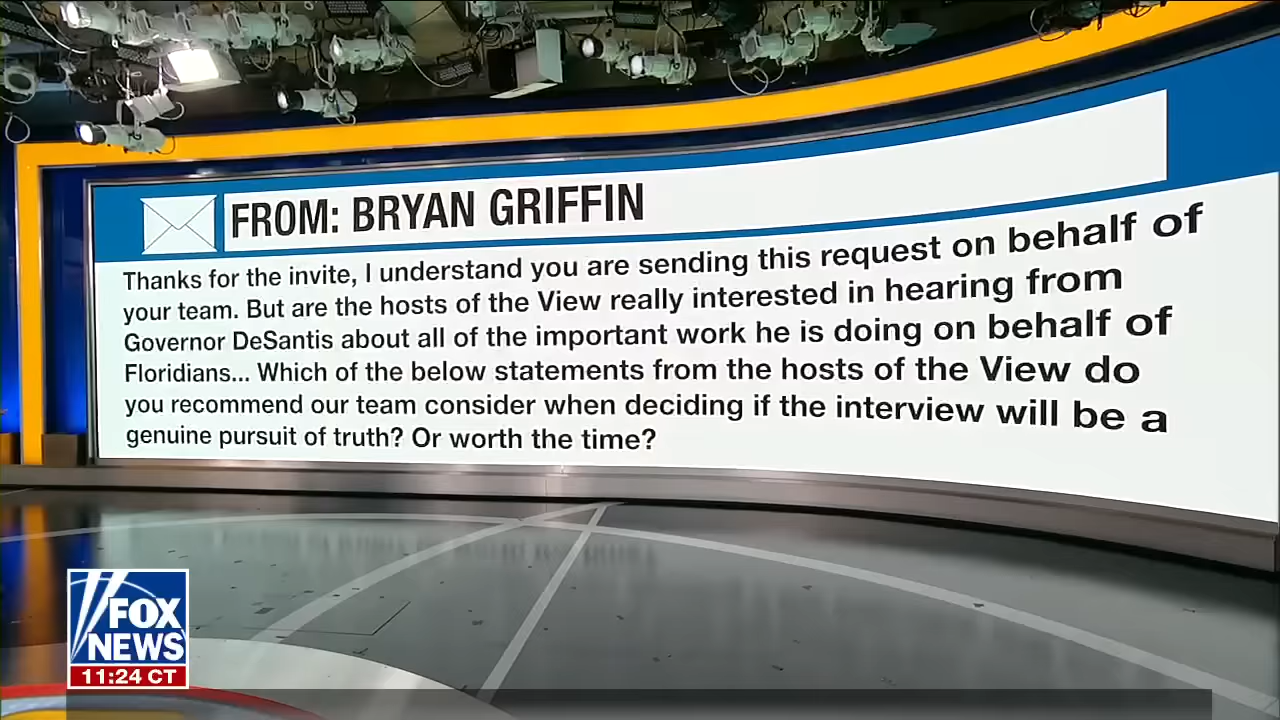 FROM: BRYAN GRIFFIN
Thanks for the invite, I understand you are sending this request on behalf of
your team. But are the hosts of the View really interested in hearing from
Governor DeSantis about all of the important work he is doing on behalf of
Floridians... Which of the below statements from the hosts of the View do
you recommend our team consider when deciding if the interview will be a
genuine pursuit of truth? Or worth the time?
FOX
NEWS
11:24 CT